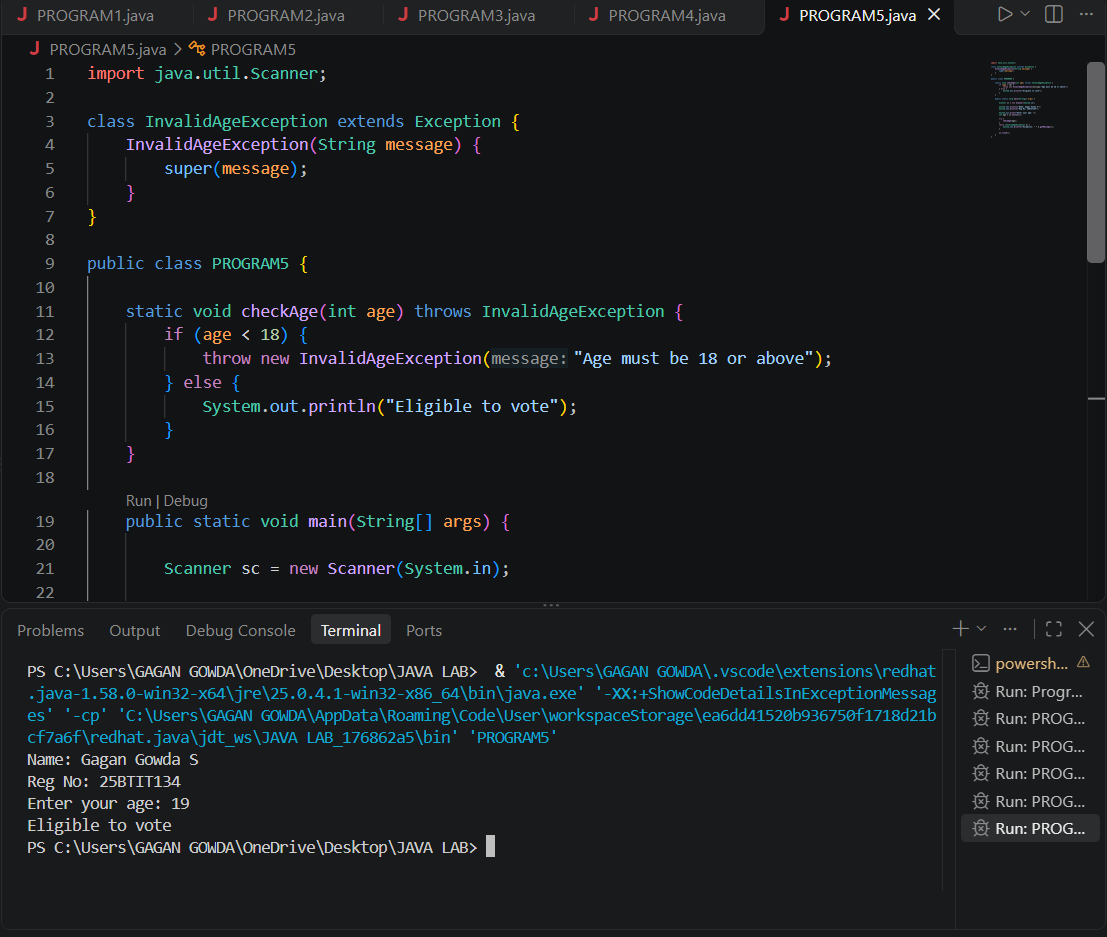 PROGRAM1.java PROGRAM2.java PROGRAM3.java PROGRAM4.java PROGRAM5.java
PROGRAM5.java > PROGRAM5
1 import java.util.Scanner;
2
3 class InvalidAgeException extends Exception {
4 InvalidAgeException(String message) {
5 super(message);
6 }
7 }
8
9 public class PROGRAM5 {
10
11 static void checkAge(int age) throws InvalidAgeException {
12 if (age < 18) {
13 throw new InvalidAgeException(message: "Age must be 18 or above");
14 } else {
15 System.out.println("Eligible to vote");
16 }
17 }
18
Run | Debug
19 public static void main(String[] args) {
20
21 Scanner sc = new Scanner(System.in);
22
Problems Output Debug Console Terminal Ports
PS C:\Users\GAGAN GOWDA\OneDrive\Desktop\JAVA LAB>  & 'c:\Users\GAGAN GOWDA\.vscode\extensions\redhat
.java-1.58.0-win32-x64\jre\25.0.4.1-win32-x86_64\bin\java.exe' '-XX:+ShowCodeDetailsInExceptionMessag
es' '-cp' 'C:\Users\GAGAN GOWDA\AppData\Roaming\Code\User\workspaceStorage\ea6dd41520b936750f1718d21b
cf7a6f\redhat.java\jdt_ws\JAVA LAB_176862a5\bin' 'PROGRAM5'
Name: Gagan Gowda S
Reg No: 25BTIT134
Enter your age: 19
Eligible to vote
PS C:\Users\GAGAN GOWDA\OneDrive\Desktop\JAVA LAB>
powersh...
Run: Progr...
Run: PROG...
Run: PROG...
Run: PROG...
Run: PROG...
Run: PROG...